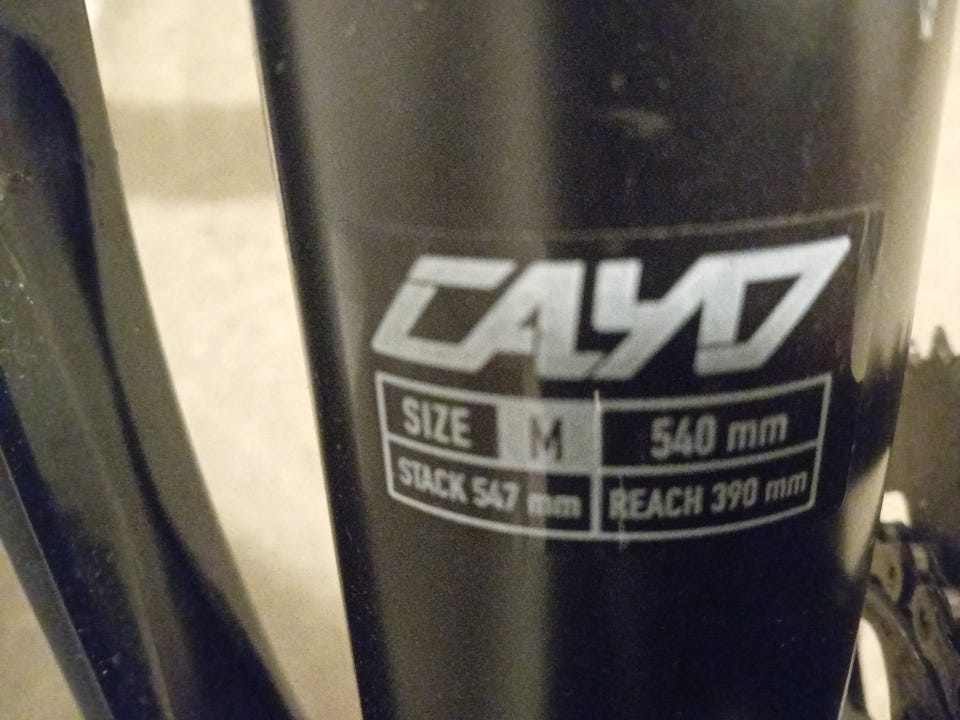 CAYO
SIZE M 540 mm
STACK 547 mm REACH 390 mm